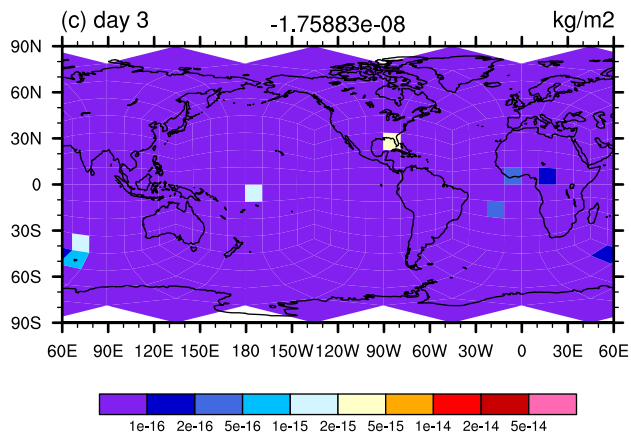 (c) day 3 -1.75883e-08 kg/m2
90N
60N
30N
0
30S
60S
90S
60E 90E 120E 150E 180 150W 120W 90W 60W 30W 0 30E 60E
1e-16 2e-16 5e-16 1e-15 2e-15 5e-15 1e-14 2e-14 5e-14